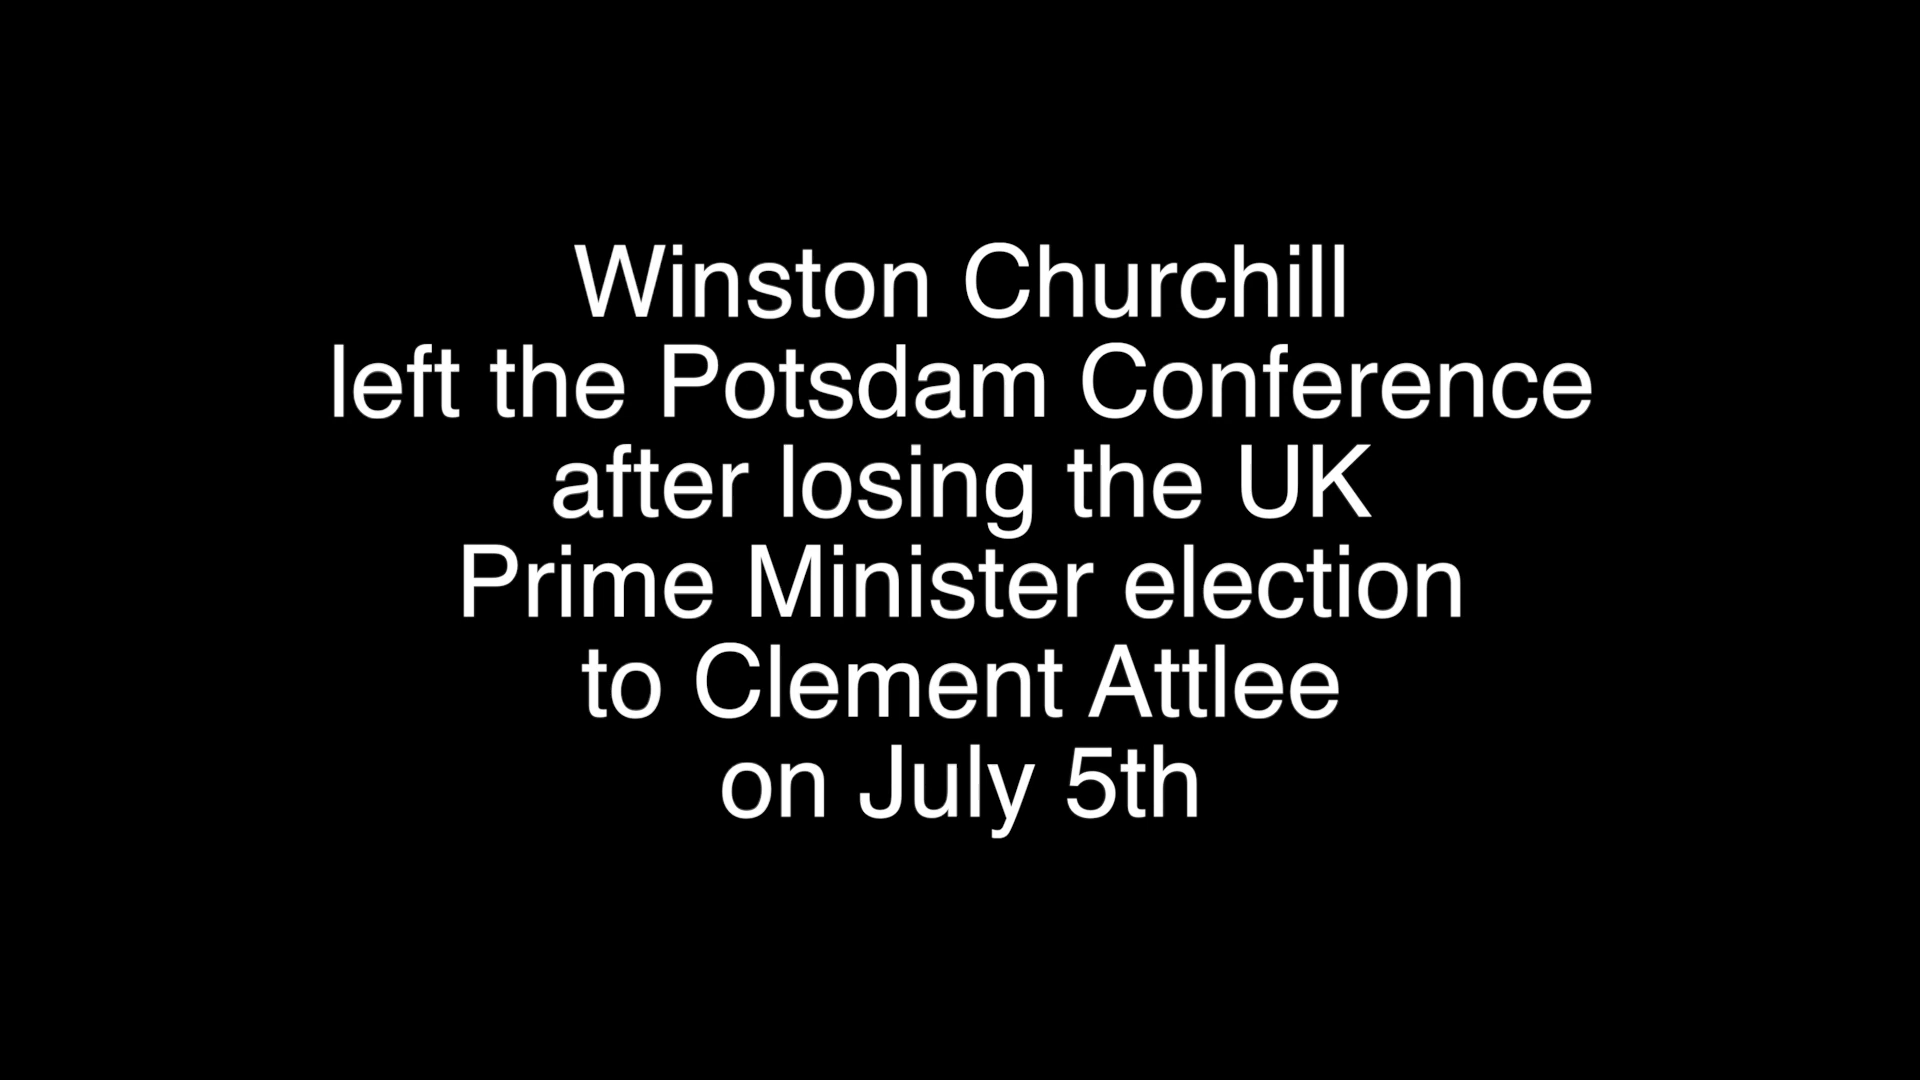 Winston Churchill
left the Potsdam Conference
after losing the UK
Prime Minister election
to Clement Attlee
on July 5th